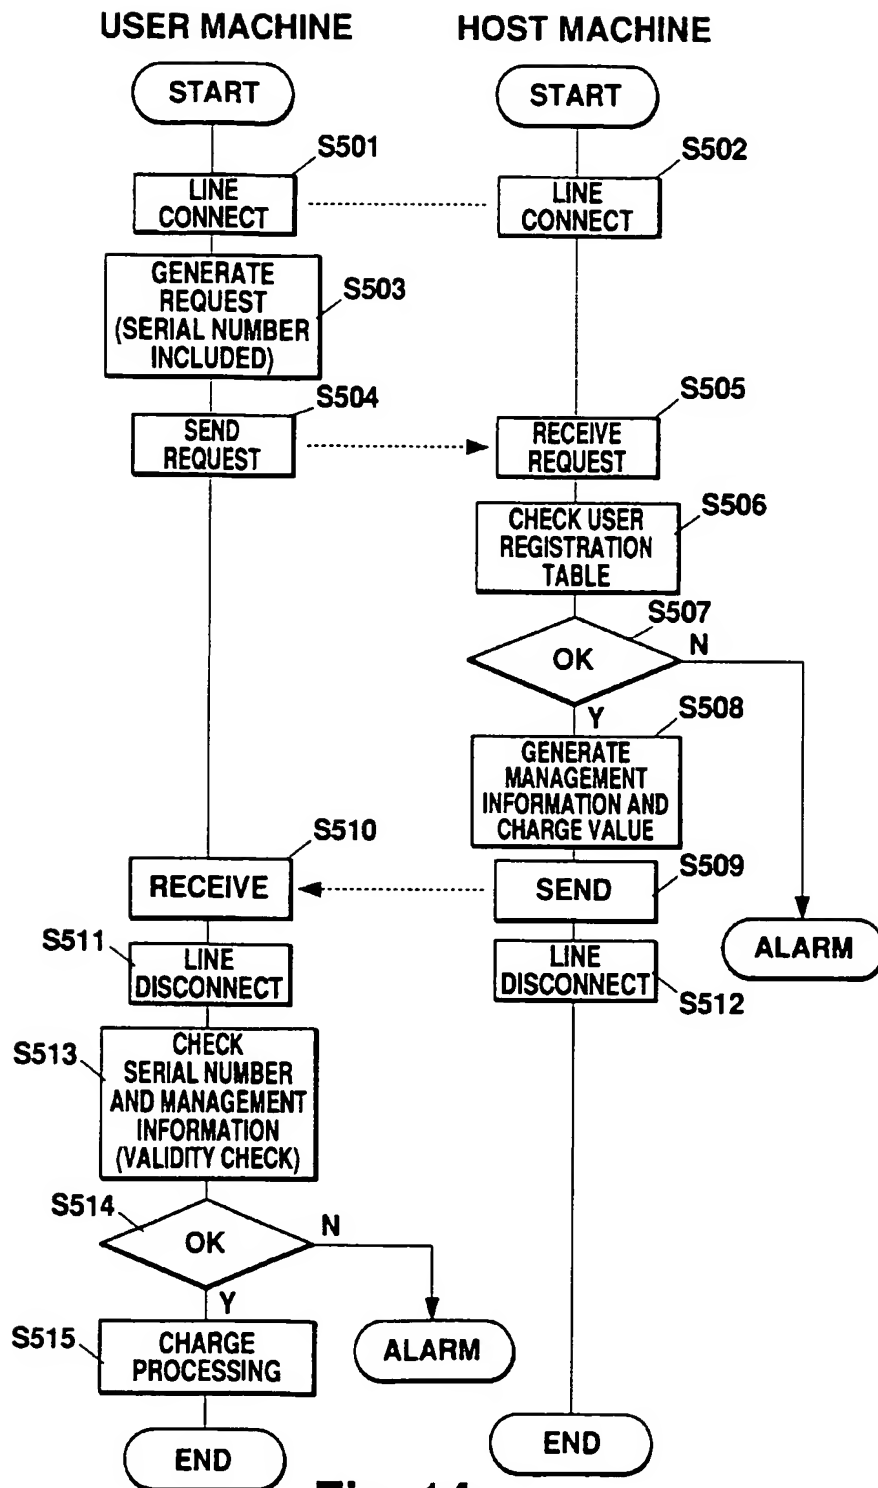 USER MACHINE
HOST MACHINE
START
START
S501
S502
LINE
CONNECT
LINE
CONNECT
GENERATE
REQUEST
(SERIAL NUMBER
INCLUDED)
S503
S504
S505
SEND
REQUEST
RECEIVE
REQUEST
S506
CHECK USER
REGISTRATION
TABLE
S507
OK
N
Y
S508
GENERATE
MANAGEMENT
INFORMATION AND
CHARGE VALUE
S510
S509
RECEIVE
SEND
ALARM
S511
LINE
DISCONNECT
LINE
DISCONNECT
S512
S513
CHECK
SERIAL NUMBER
AND MANAGEMENT
INFORMATION
(VALIDITY CHECK)
S514
OK
N
Y
S515
CHARGE
PROCESSING
ALARM
END
END